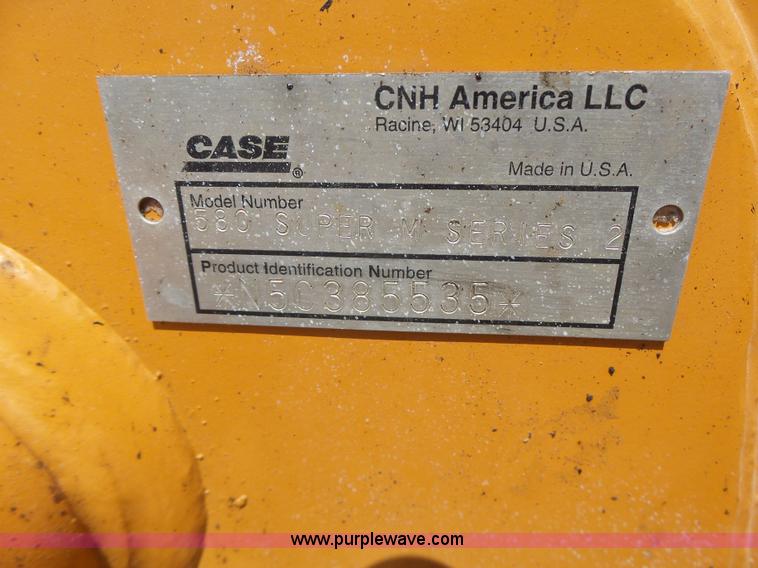 CNH America LLC
Racine, WI 53404 U.S.A.
CASE®
Made in U.S.A.
Model Number
580 SUPER M SERIES 2
Product Identification Number
*N5C385535*
www.purplewave.com